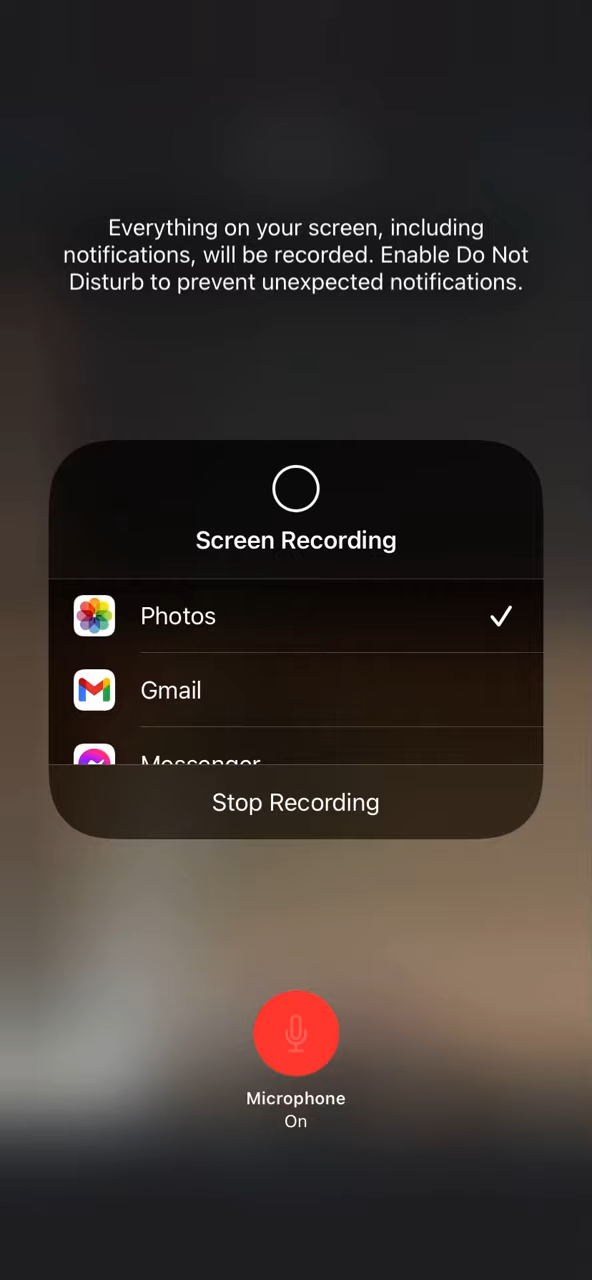 Everything on your screen, including
notifications, will be recorded. Enable Do Not
Disturb to prevent unexpected notifications.
Screen Recording
Photos
Gmail
Messenger
Stop Recording
Microphone
On